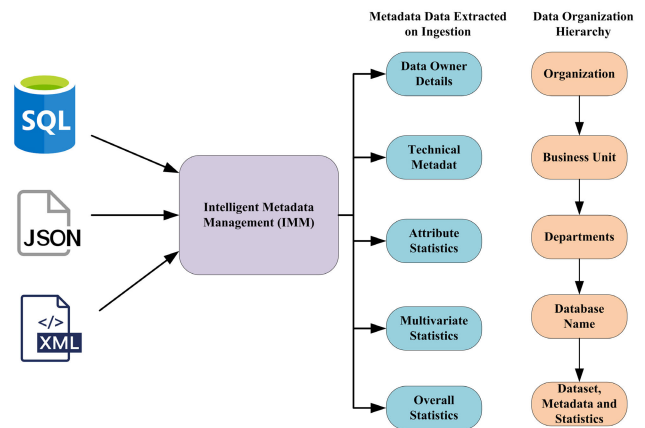 Metadata Data Extracted
on Ingestion
Data Organization
Hierarchy
SQL
JSON
</>
XML
Intelligent Metadata
Management (IMM)
Data Owner
Details
Technical
Metadat
Attribute
Statistics
Multivariate
Statistics
Overall
Statistics
Organization
Business Unit
Departments
Database
Name
Dataset,
Metadata and
Statistics